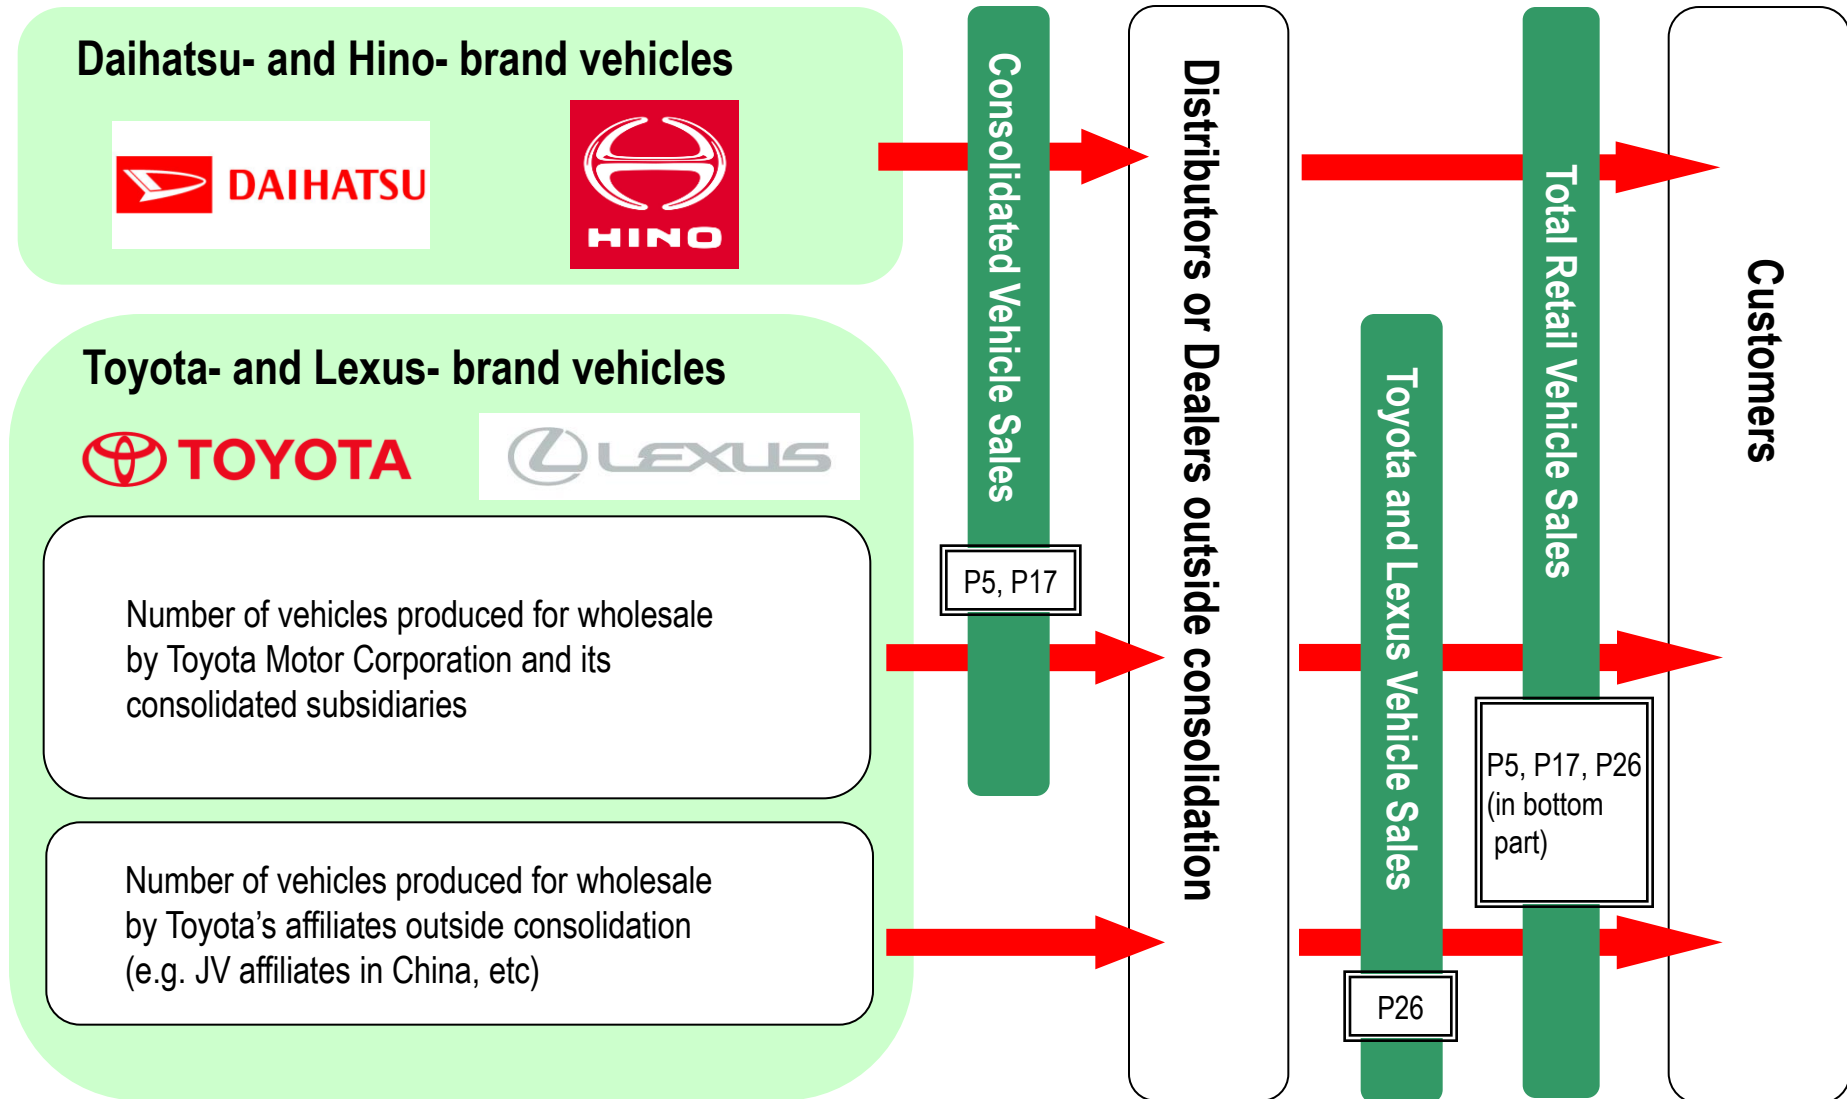 Daihatsu- and Hino- brand vehicles
DAIHATSU
HINO
Toyota- and Lexus- brand vehicles
TOYOTA
LEXUS
Number of vehicles produced for wholesale
by Toyota Motor Corporation and its
consolidated subsidiaries
Number of vehicles produced for wholesale
by Toyota’s affiliates outside consolidation
(e.g. JV affiliates in China, etc)
Consolidated Vehicle Sales
P5, P17
Distributors or Dealers outside consolidation
Toyota and Lexus Vehicle Sales
P26
Total Retail Vehicle Sales
P5, P17, P26
(in bottom
part)
Customers